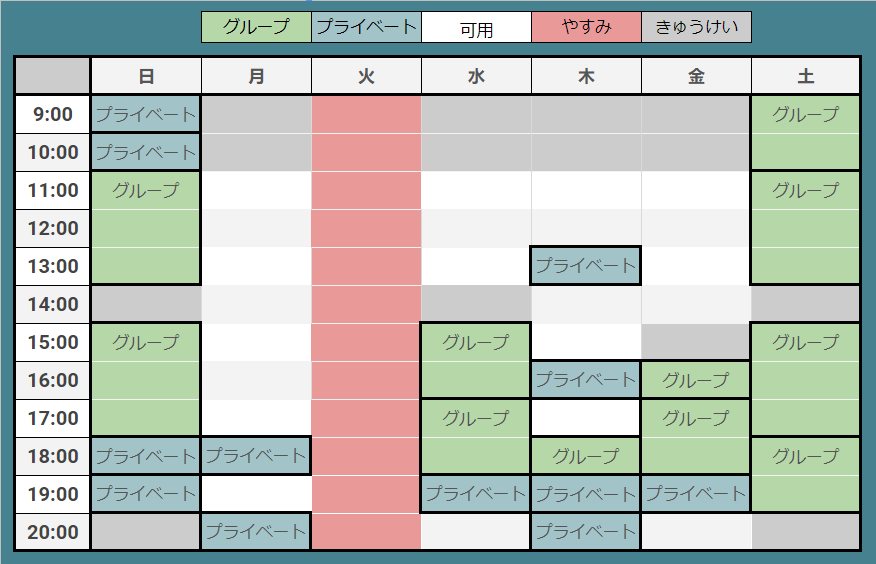 グループ プライベート 可用 やすみ きゅうけい
日 月 火 水 木 金 土
9:00 プライベート グループ
10:00 プライベート
11:00 グループ グループ
12:00
13:00 プライベート
14:00
15:00 グループ グループ グループ
16:00 プライベート グループ
17:00 グループ グループ
18:00 プライベート プライベート グループ グループ
19:00 プライベート プライベート プライベート プライベート
20:00 プライベート プライベート